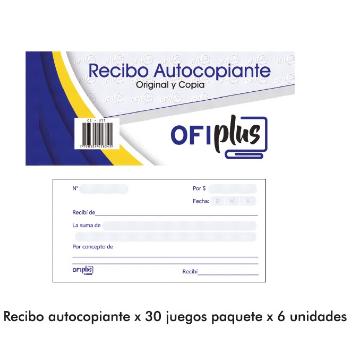 Recibo Autocopiante
Original y Copia
OFIplus
N° Por $
Fecha:
Recibí de
La suma de
Por concepto de
OFIplus Recibí
Recibo autocopiante x 30 juegos paquete x 6 unidades